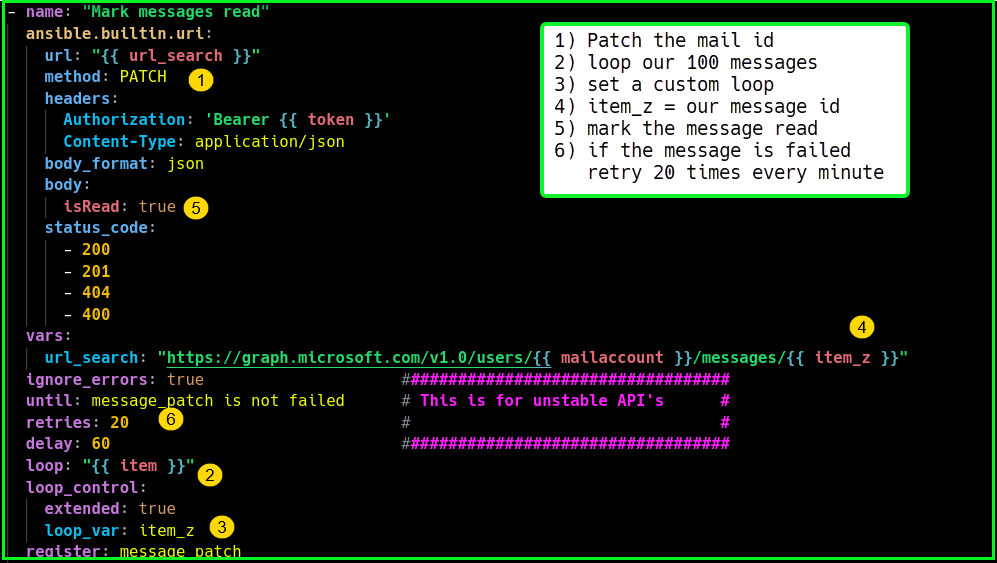 - name: "Mark messages read"
ansible.builtin.uri:
url: "{{ url_search }}"
method: PATCH
1
headers:
Authorization: 'Bearer {{ token }}'
Content-Type: application/json
body_format: json
body:
isRead: true
5
status_code:
- 200
- 201
- 404
- 400
vars:
4
url_search: "https://graph.microsoft.com/v1.0/users/{{ mailaccount }}/messages/{{ item_z }}"
ignore_errors: true ###################################
until: message_patch is not failed # This is for unstable API's #
retries: 20 # #
6
delay: 60 ###################################
loop: "{{ item }}"
2
loop_control:
extended: true
loop_var: item_z
3
register: message_patch
1) Patch the mail id
2) loop our 100 messages
3) set a custom loop
4) item_z = our message id
5) mark the message read
6) if the message is failed
retry 20 times every minute